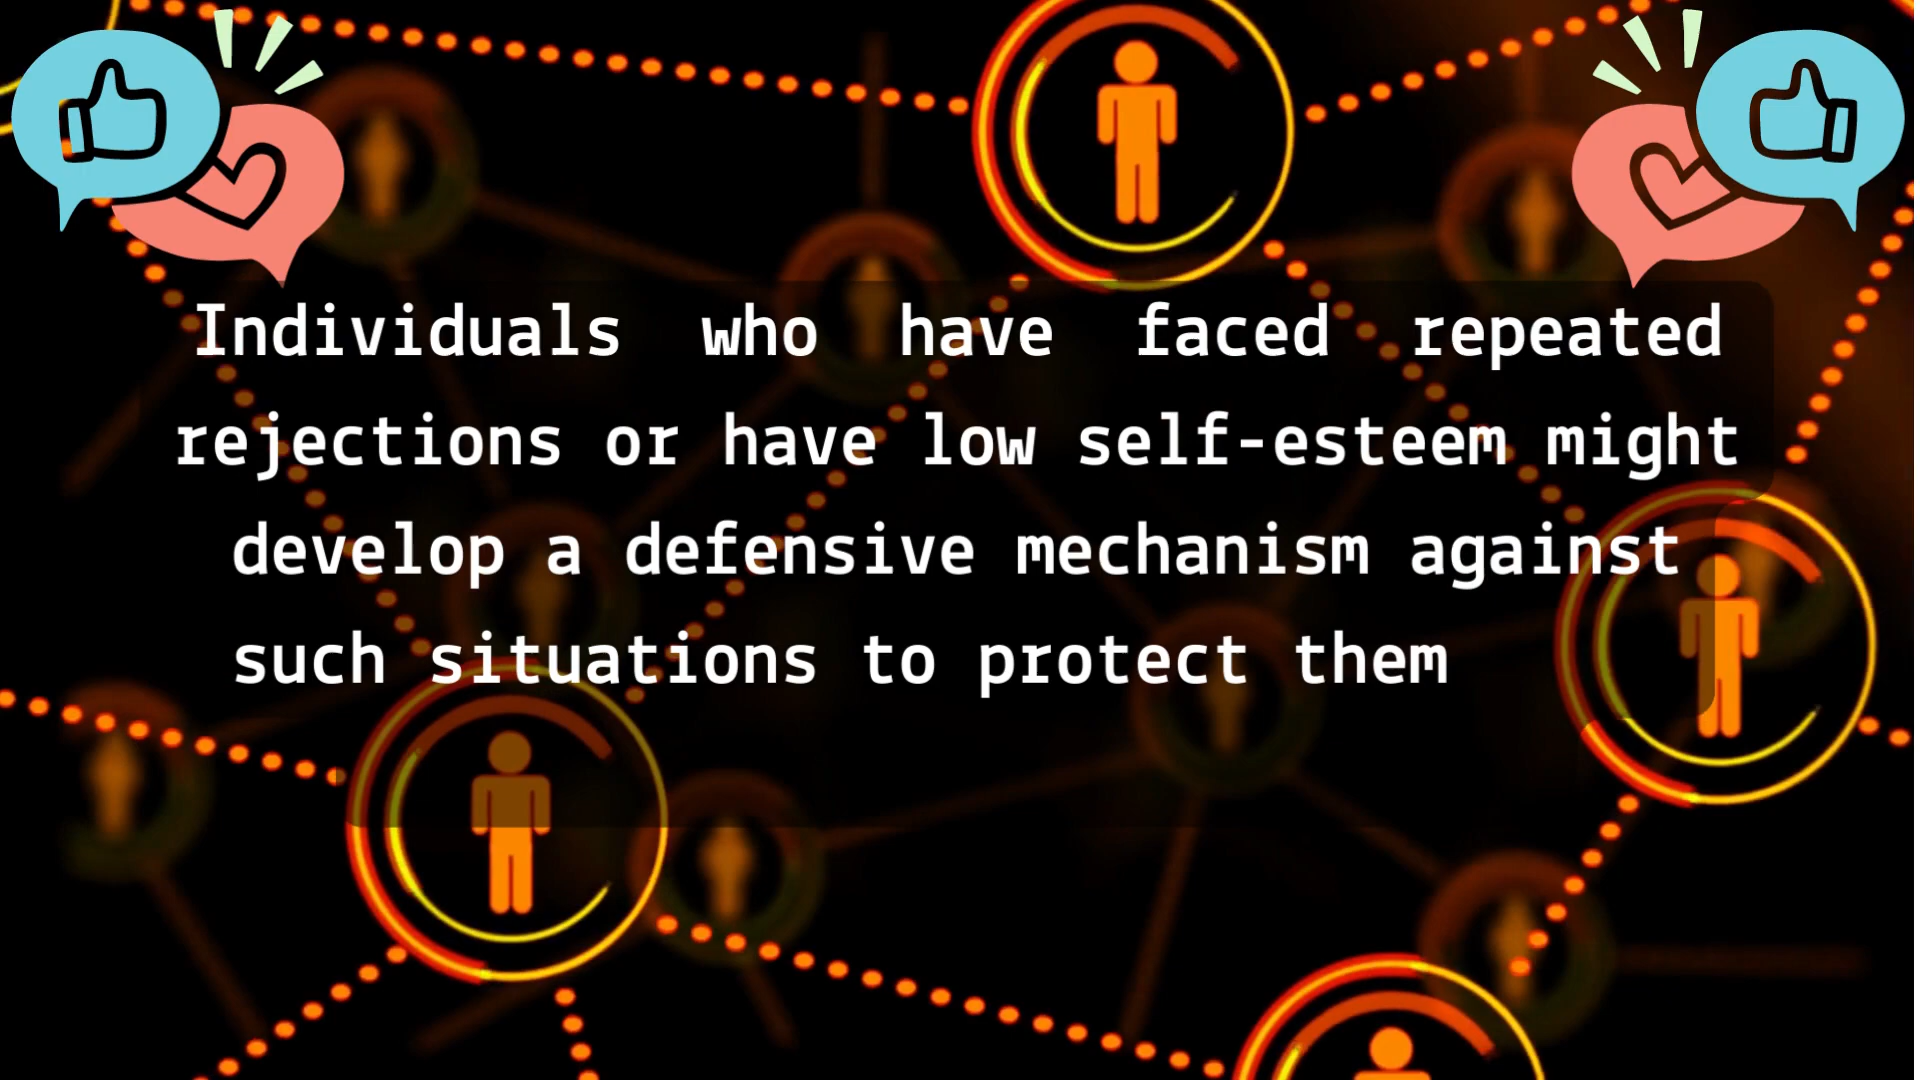 Individuals who have faced repeated
rejections or have low self-esteem might
develop a defensive mechanism against
such situations to protect them